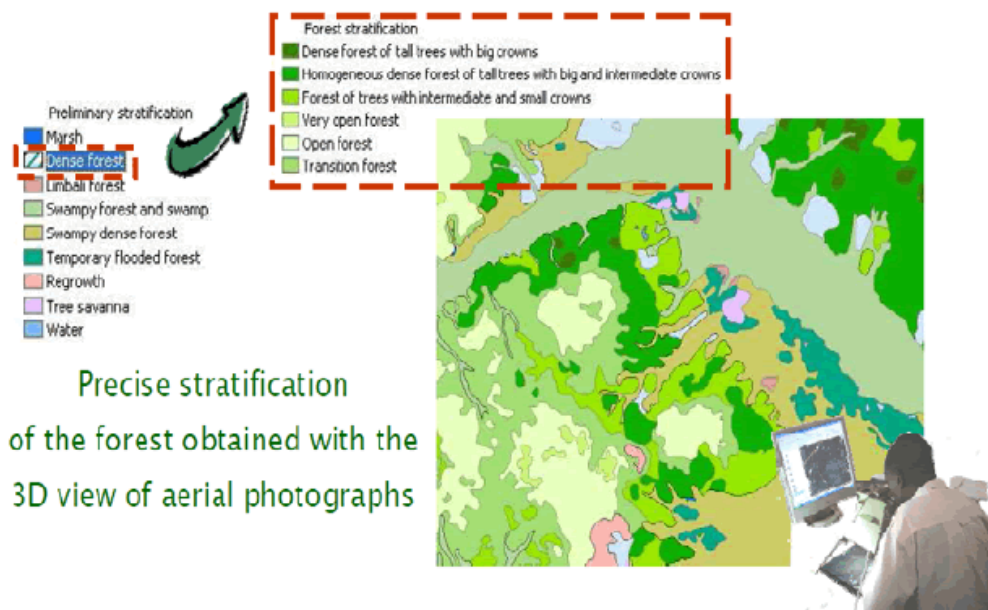 Forest stratification
Dense forest of tall trees with big crowns
Homogeneous dense forest of tall trees with big and intermediate crowns
Forest of trees with intermediate and small crowns
Very open forest
Open forest
Transition forest
Preliminary stratification
Marsh
Dense forest
Limbali forest
Swampy forest and swamp
Swampy dense forest
Temporary flooded forest
Regrowth
Tree savanna
Water
Precise stratification
of the forest obtained with the
3D view of aerial photographs